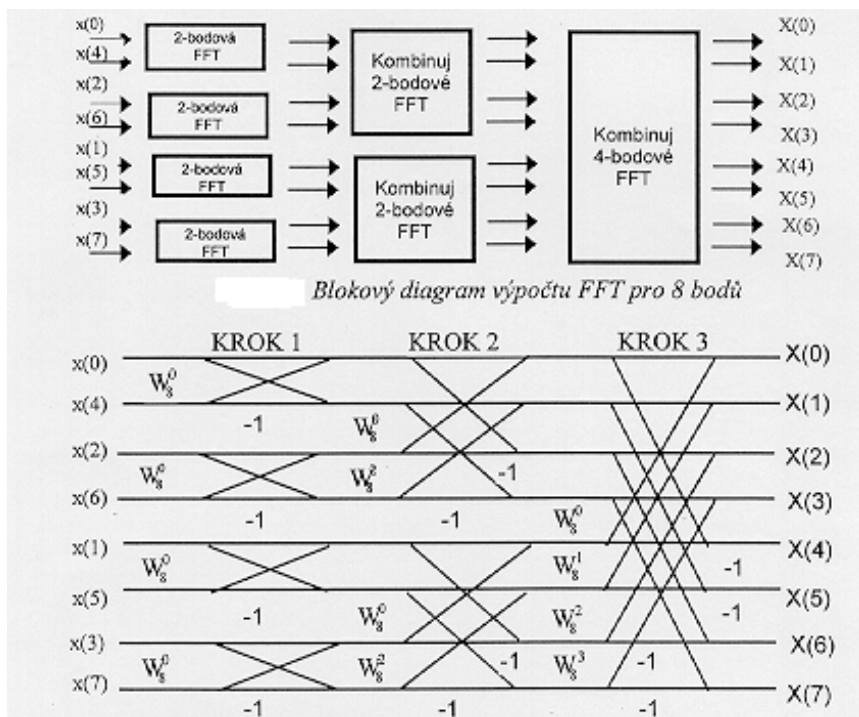 x(0)
x(4)
x(2)
x(6)
x(1)
x(5)
x(3)
x(7)
2-bodová
FFT
2-bodová
FFT
2-bodová
FFT
2-bodová
FFT
Kombinuj
2-bodové
FFT
Kombinuj
2-bodové
FFT
Kombinuj
4-bodové
FFT
X(0)
X(1)
X(2)
X(3)
X(4)
X(5)
X(6)
X(7)
Blokový diagram výpočtu FFT pro 8 bodů
KROK 1 KROK 2 KROK 3
x(0) X(0)
W₈⁰
x(4) X(1)
-1 W₈⁰
x(2) X(2)
W₈⁰ W₈² -1
x(6) X(3)
-1 -1 W₈⁰
x(1) X(4)
W₈⁰ W₈¹ -1
x(5) X(5)
-1 W₈⁰ W₈² -1
x(3) X(6)
W₈⁰ W₈² -1 W₈³ -1
x(7) X(7)
-1 -1 -1